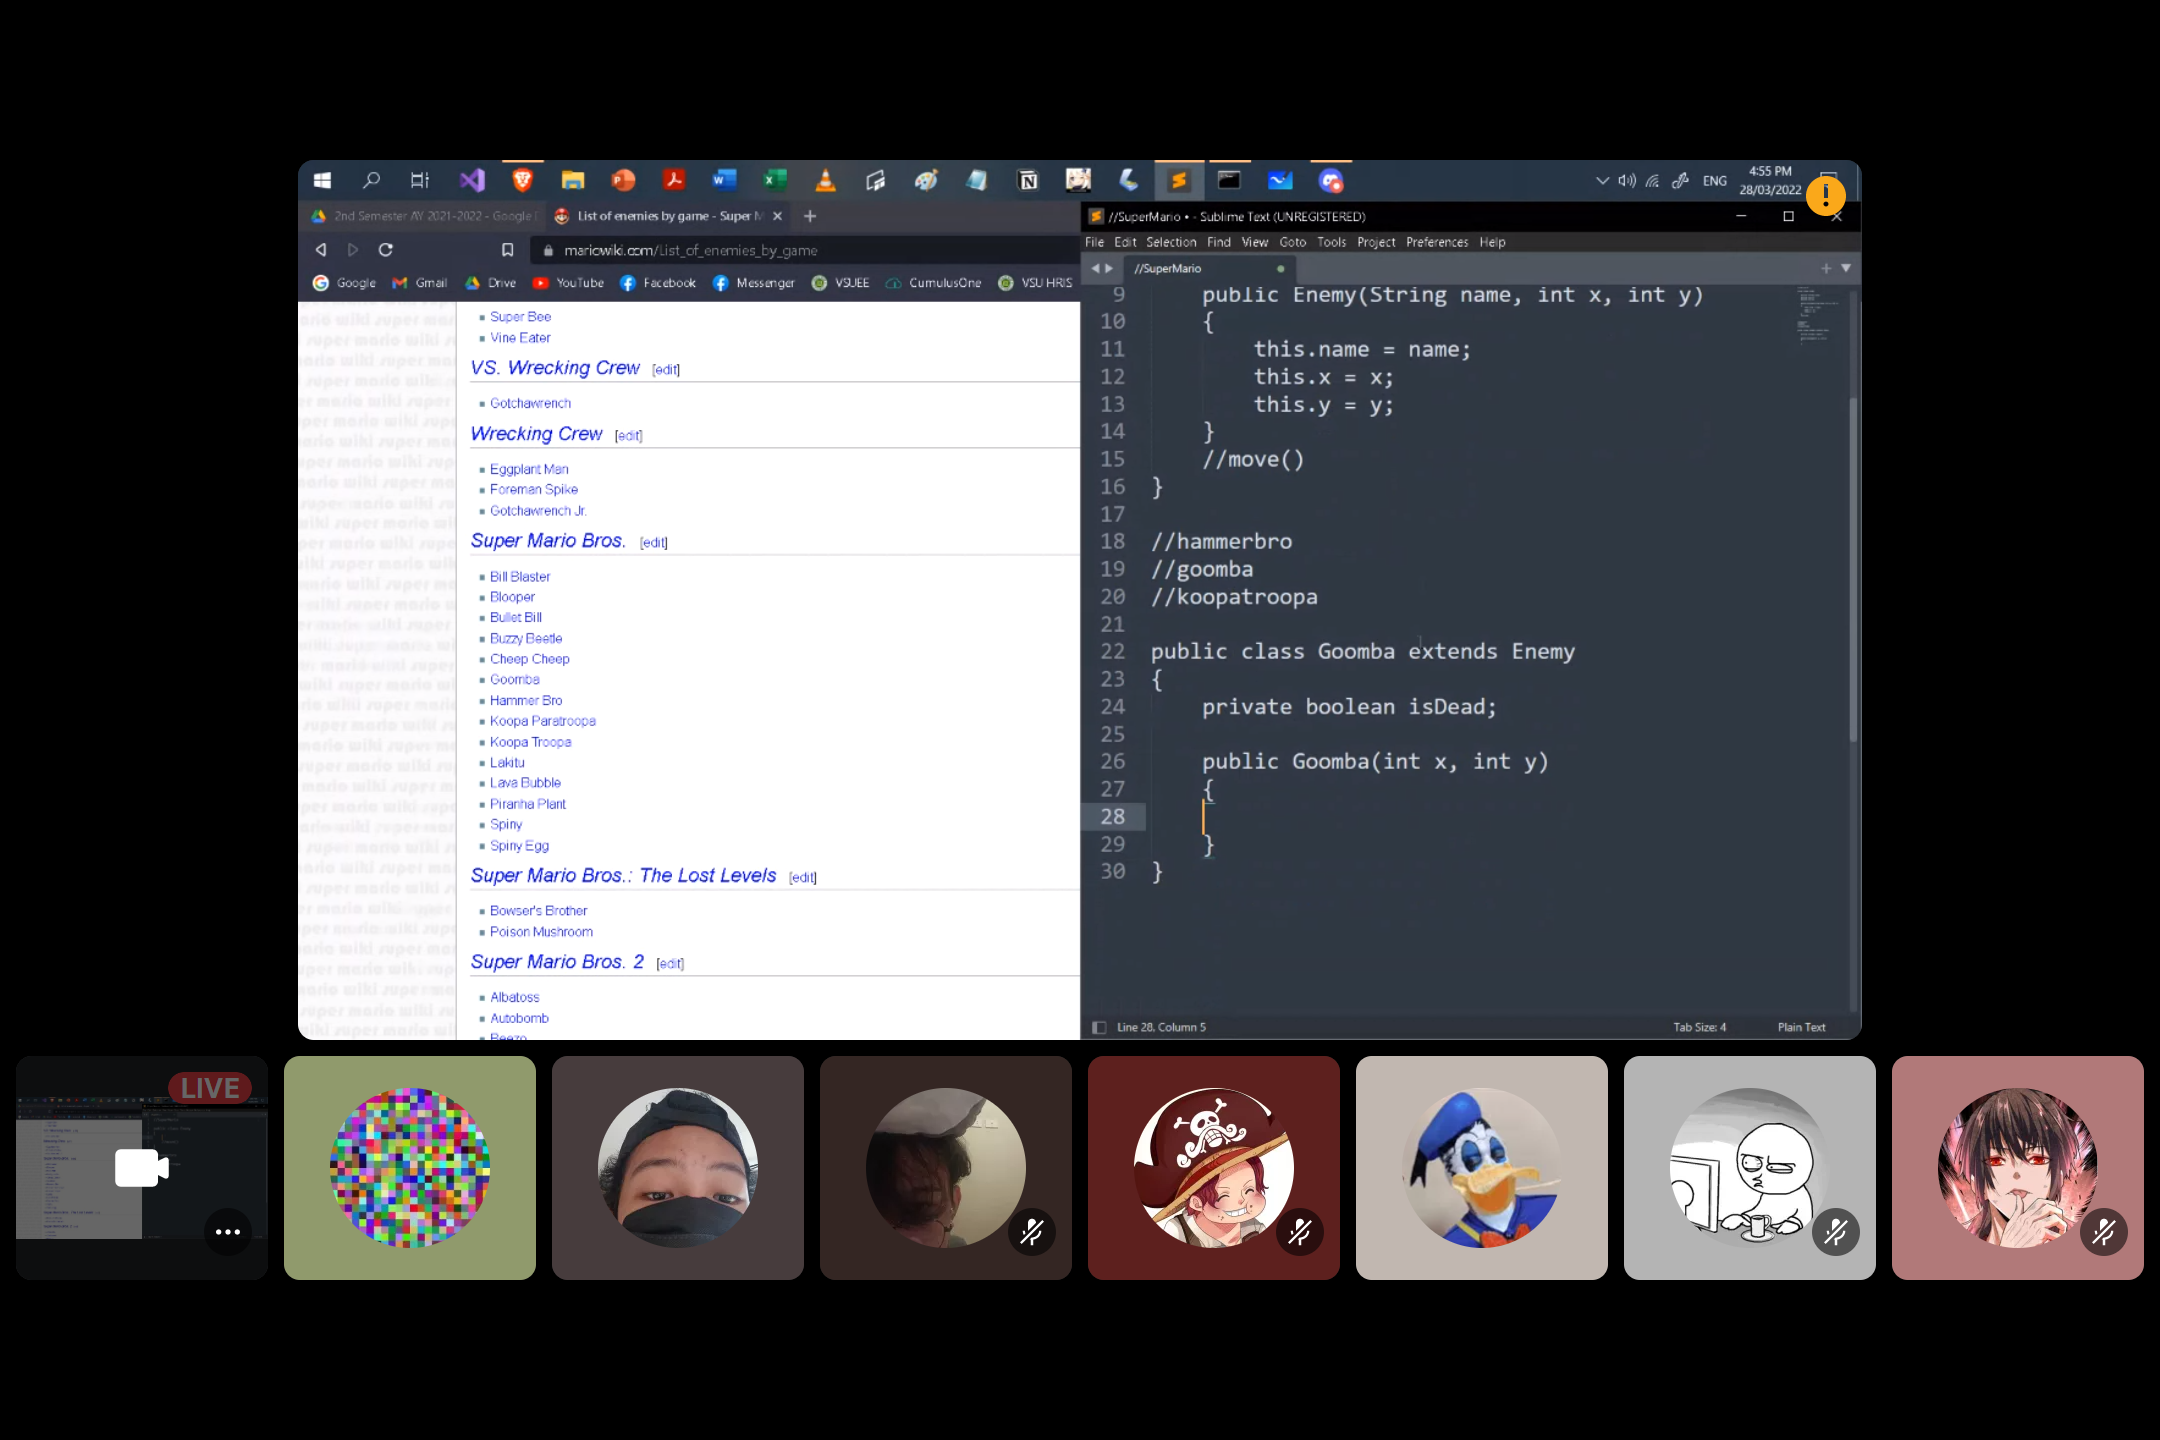 4:55 PM
ENG
28/03/2022
2nd Semester AY 2021-2022 - Google
List of enemies by game - Super M
mariowiki.com/List_of_enemies_by_game
Google Gmail Drive YouTube Facebook Messenger VSUEE CumulusOne VSU HRIS
Super Bee
Vine Eater
VS. Wrecking Crew [edit]
Gotchawrench
Wrecking Crew [edit]
Eggplant Man
Foreman Spike
Gotchawrench Jr.
Super Mario Bros. [edit]
Bill Blaster
Blooper
Bullet Bill
Buzzy Beetle
Cheep Cheep
Goomba
Hammer Bro
Koopa Paratroopa
Koopa Troopa
Lakitu
Lava Bubble
Piranha Plant
Spiny
Spiny Egg
Super Mario Bros.: The Lost Levels [edit]
Bowser's Brother
Poison Mushroom
Super Mario Bros. 2 [edit]
Albatoss
Autobomb
Beezo
//SuperMario • - Sublime Text (UNREGISTERED)
File Edit Selection Find View Goto Tools Project Preferences Help
//SuperMario
9 public Enemy(String name, int x, int y)
10 {
11 this.name = name;
12 this.x = x;
13 this.y = y;
14 }
15 //move()
16 }
17
18 //hammerbro
19 //goomba
20 //koopatroopa
21
22 public class Goomba extends Enemy
23 {
24 private boolean isDead;
25
26 public Goomba(int x, int y)
27 {
28
29 }
30 }
Line 28, Column 5
Tab Size: 4
Plain Text
LIVE